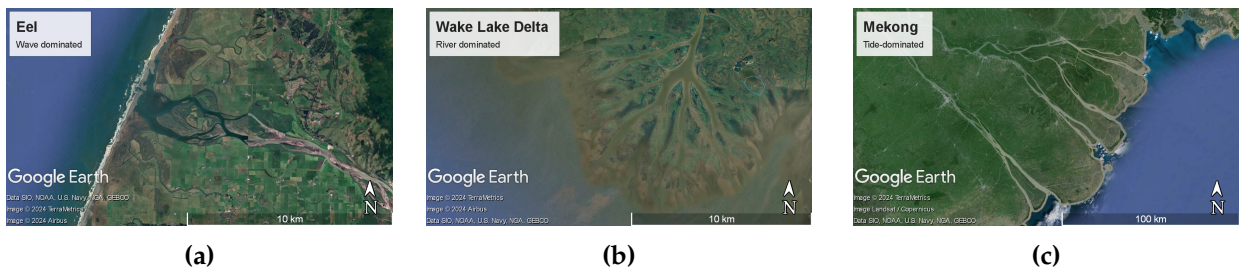 Eel
Wave dominated
Google Earth
Data SIO, NOAA, U.S. Navy, NGA, GEBCO
Image © 2024 TerraMetrics
Image © 2024 Airbus
10 km
N
(a)
Wake Lake Delta
River dominated
Google Earth
Image © 2024 TerraMetrics
Image © 2024 Airbus
Data SIO, NOAA, U.S. Navy, NGA, GEBCO
10 km
N
(b)
Mekong
Tide-dominated
Google Earth
Image © 2024 TerraMetrics
Image Landsat / Copernicus
Data SIO, NOAA, U.S. Navy, NGA, GEBCO
100 km
N
(c)